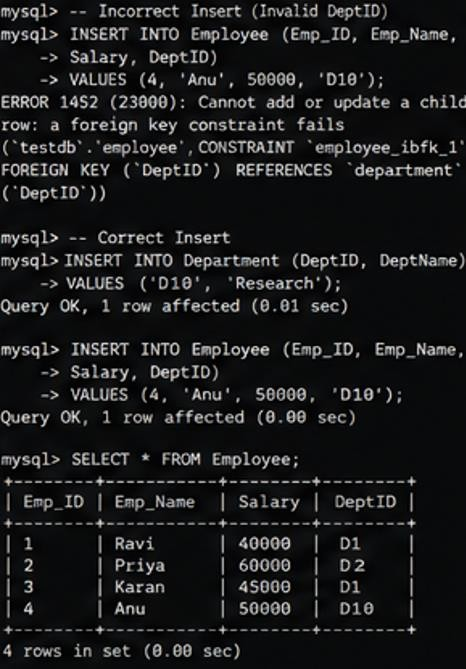 mysql> -- Incorrect Insert (Invalid DeptID)
mysql> INSERT INTO Employee (Emp_ID, Emp_Name,
    -> Salary, DeptID)
    -> VALUES (4, 'Anu', 50000, 'D10');
ERROR 14S2 (23000): Cannot add or update a child
row: a foreign key constraint fails
(`testdb`.`employee', CONSTRAINT `employee_ibfk_1'
FOREIGN KEY (`DeptID`) REFERENCES `department`
(`DeptID`))
mysql> -- Correct Insert
mysql> INSERT INTO Department (DeptID, DeptName)
    -> VALUES ('D10', 'Research');
Query OK, 1 row affected (0.01 sec)
mysql> INSERT INTO Employee (Emp_ID, Emp_Name,
    -> Salary, DeptID)
    -> VALUES (4, 'Anu', 50000, 'D10');
Query OK, 1 row affected (0.00 sec)
mysql> SELECT * FROM Employee;
+--------+-----------+--------+--------+
| Emp_ID | Emp_Name | Salary | DeptID |
+--------+-----------+--------+--------+
| 1 | Ravi | 40000 | D1 |
| 2 | Priya | 60000 | D2 |
| 3 | Karan | 45000 | D1 |
| 4 | Anu | 50000 | D10 |
+--------+-----------+--------+--------+
4 rows in set (0.00 sec)